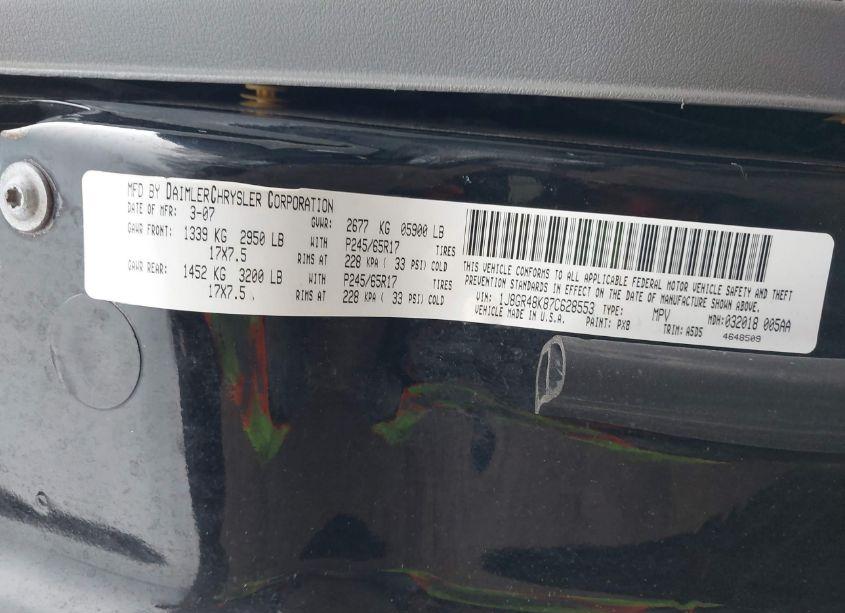 MFD BY DAIMLERCHRYSLER CORPORATION
DATE OF MFR: 3-07 GVWR: 2677 KG 05900 LB
GAWR FRONT: 1339 KG 2950 LB WITH P245/65R17 TIRES
17X7.5 RIMS AT 228 KPA ( 33 PSI) COLD
GAWR REAR: 1452 KG 3200 LB WITH P245/65R17 TIRES
17X7.5 RIMS AT 228 KPA ( 33 PSI) COLD
THIS VEHICLE CONFORMS TO ALL APPLICABLE FEDERAL MOTOR VEHICLE SAFETY AND THEFT
PREVENTION STANDARDS IN EFFECT ON THE DATE OF MANUFACTURE SHOWN ABOVE.
VIN: 1J8GR48K87C628553 TYPE: MPV MDH: 032018 005AA
VEHICLE MADE IN U.S.A. PAINT: PXB TRIM: A5D5 4648509